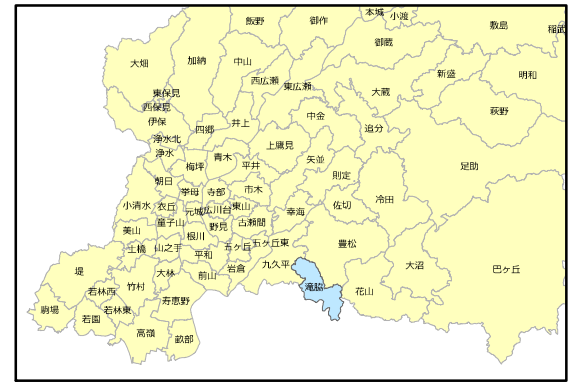 本城
小渡
飯野
御作
敷島
稲武
御蔵
大畑
加納
中山
新盛
明和
西広瀬
東広瀬
大蔵
東保見
西保見
萩野
伊保
四郷
井上
中金
追分
浄水北
浄水
上鷹見
青木
矢並
平井
梅坪
足助
則定
朝日
挙母
寺部
市木
冷田
小清水
衣丘
元城
広川台
東山
幸海
佐切
童子山
古瀬間
野見
美山
根川
五ヶ丘
五ヶ丘東
豊松
土橋
山之手
平和
九久平
大沼
巴ヶ丘
堤
大林
前山
岩倉
竹村
滝脇
花山
若林西
寿恵野
駒場
若林東
若園
高嶺
畝部